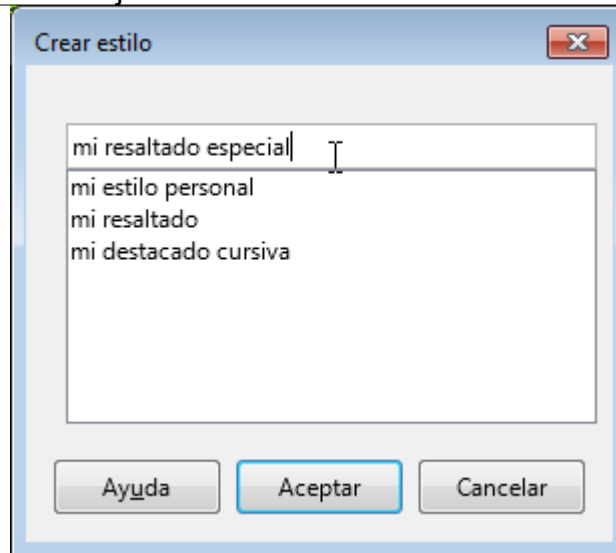 Crear estilo
mi resaltado especial
mi estilo personal
mi resaltado
mi destacado cursiva
Ayuda Aceptar Cancelar